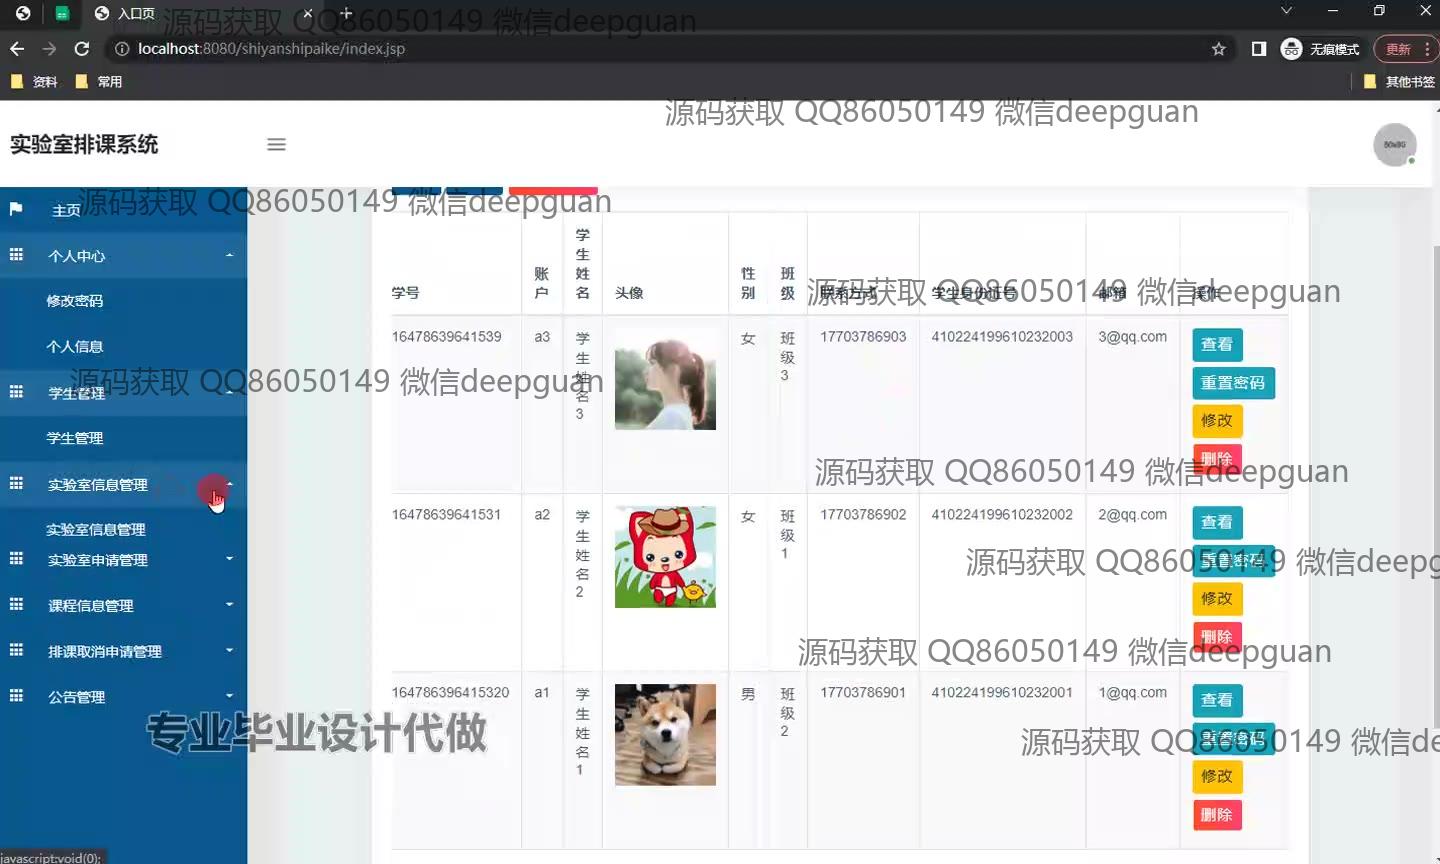 入口页
源码获取 QQ86050149 微信deepguan
localhost:8080/shiyanshipaike/index.jsp
无痕模式
更新
资料
常用
其他书签
源码获取 QQ86050149 微信deepguan
实验室排课系统
源码获取 QQ86050149 微信deepguan
主页
个人中心
修改密码
个人信息
源码获取 QQ86050149 微信deepguan
学生管理
学生管理
实验室信息管理
实验室信息管理
实验室申请管理
课程信息管理
排课取消申请管理
公告管理
专业毕业设计代做
学号 账户 学生姓名 头像 性别 班级 联系方式 学生身份证号 邮箱 操作
源码获取 QQ86050149 微信deepguan
16478639641539 a3 学生姓名3 女 班级3 17703786903 410224199610232003 3@qq.com 查看
重置密码
修改
删除
源码获取 QQ86050149 微信deepguan
16478639641531 a2 学生姓名2 女 班级1 17703786902 410224199610232002 2@qq.com 查看
重置密码
源码获取 QQ86050149 微信deepg
修改
删除
源码获取 QQ86050149 微信deepguan
164786396415320 a1 学生姓名1 男 班级2 17703786901 410224199610232001 1@qq.com 查看
重置密码
源码获取 QQ86050149 微信de
修改
删除
javascript:void(0);